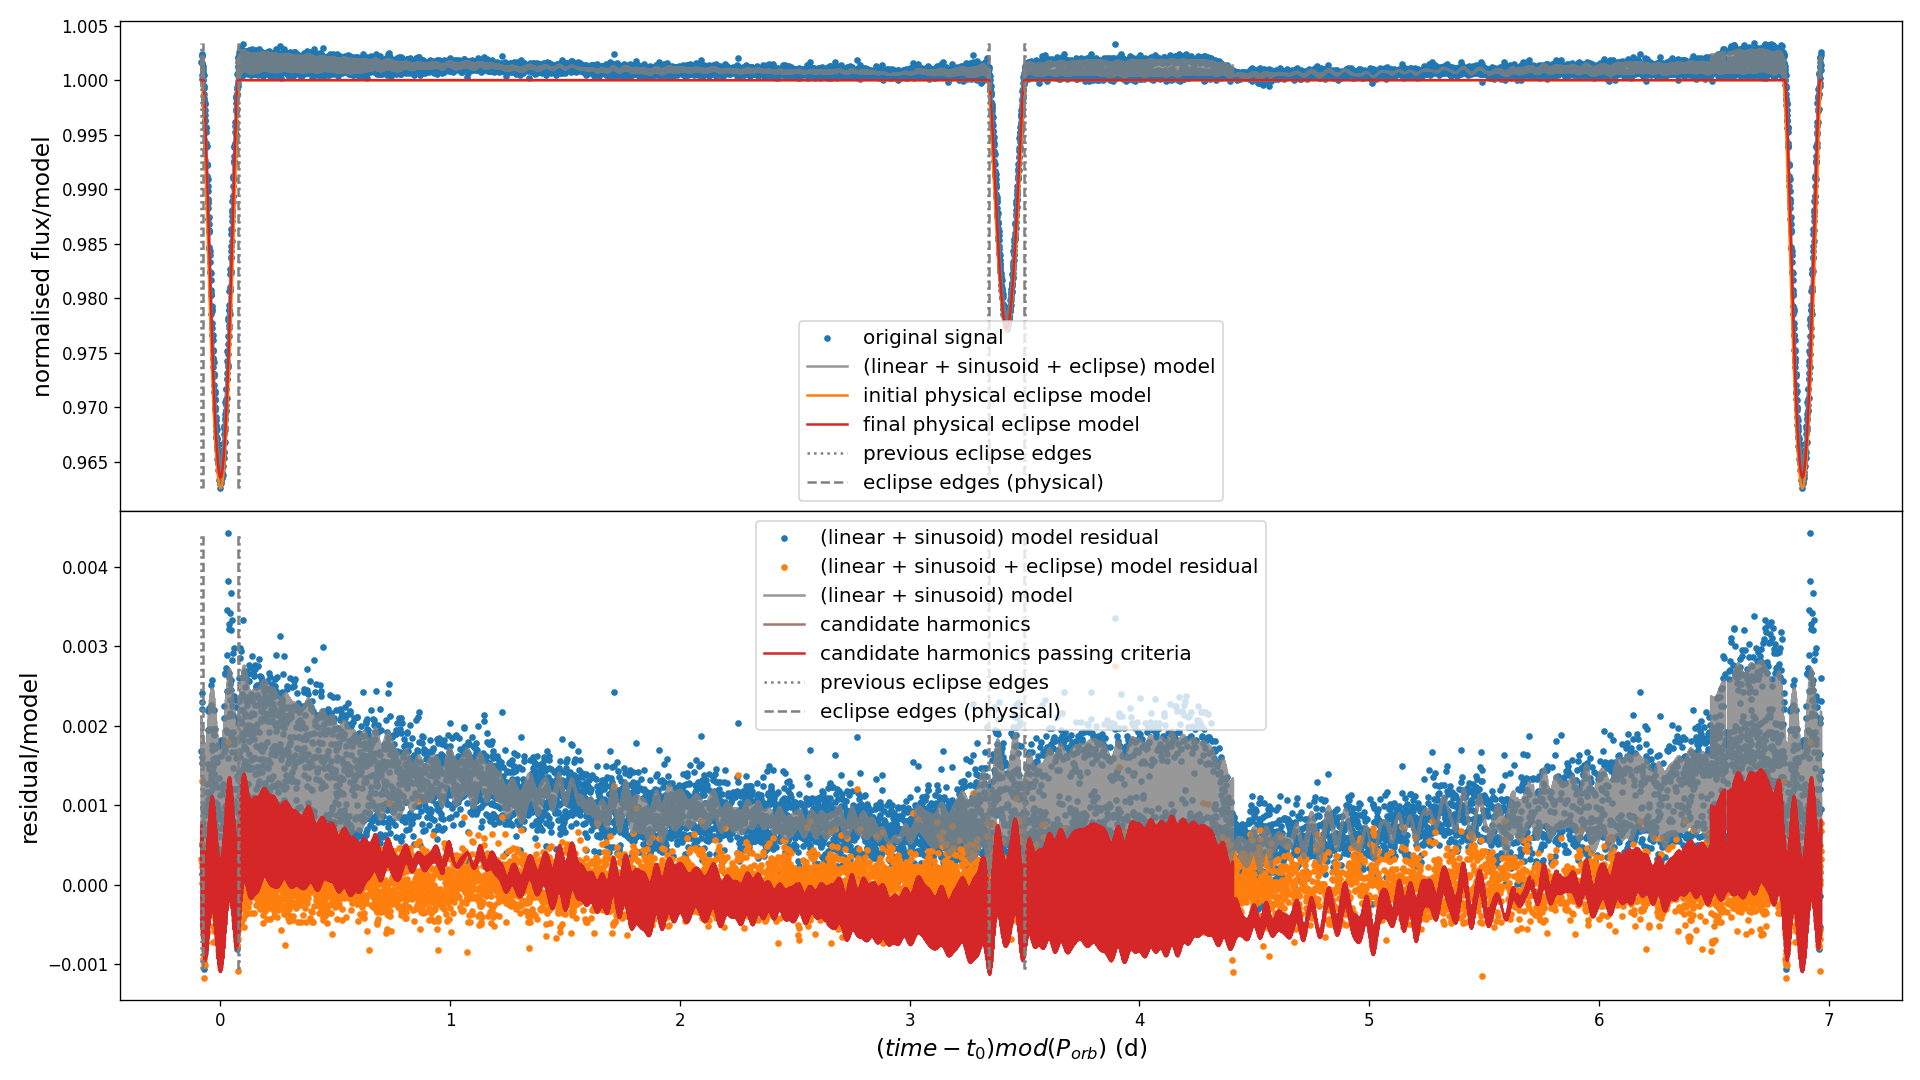 1.005
1.000
0.995
0.990
0.985
0.980
0.975
0.970
0.965
normalised flux/model
original signal
(linear + sinusoid + eclipse) model
initial physical eclipse model
final physical eclipse model
previous eclipse edges
eclipse edges (physical)
0.004
0.003
0.002
0.001
0.000
−0.001
residual/model
(linear + sinusoid) model residual
(linear + sinusoid + eclipse) model residual
(linear + sinusoid) model
candidate harmonics
candidate harmonics passing criteria
previous eclipse edges
eclipse edges (physical)
0 1 2 3 4 5 6 7
(time − t₀)mod(P_orb) (d)